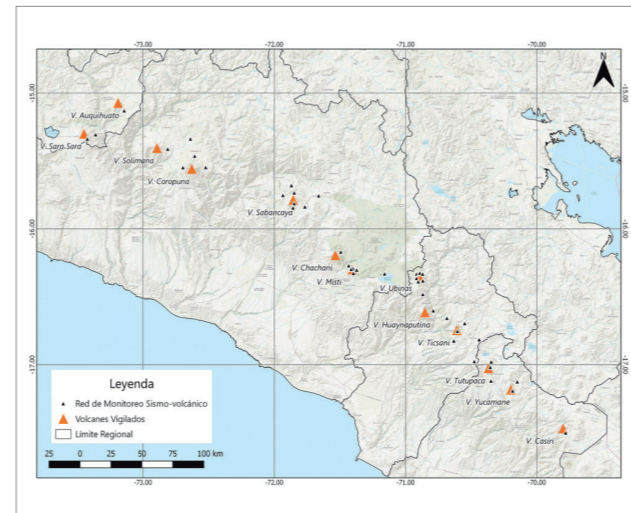 -73.00 -72.00 -71.00 -70.00
N
-15.00 -15.00
V. Auquihuato
V. Sara Sara
V. Solimana
V. Coropuna
V. Sabancaya
-16.00 -16.00
V. Chachani
V. Misti
V. Ubinas
V. Huaynaputina
V. Ticsani
-17.00 -17.00
V. Tutupaca
V. Yucamane
V. Casiri
Leyenda
Red de Monitoreo Sismo-volcánico
Volcanes Vigilados
Límite Regional
25 0 25 50 75 100 km
-73.00 -72.00 -71.00 -70.00